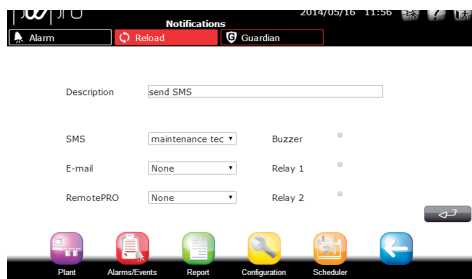 Notifications
2014/05/16 11:56
Alarm Reload Guardian
Description send SMS
SMS maintenance tec Buzzer
E-mail None Relay 1
RemotePRO None Relay 2
Plant Alarms/Events Report Configuration Scheduler